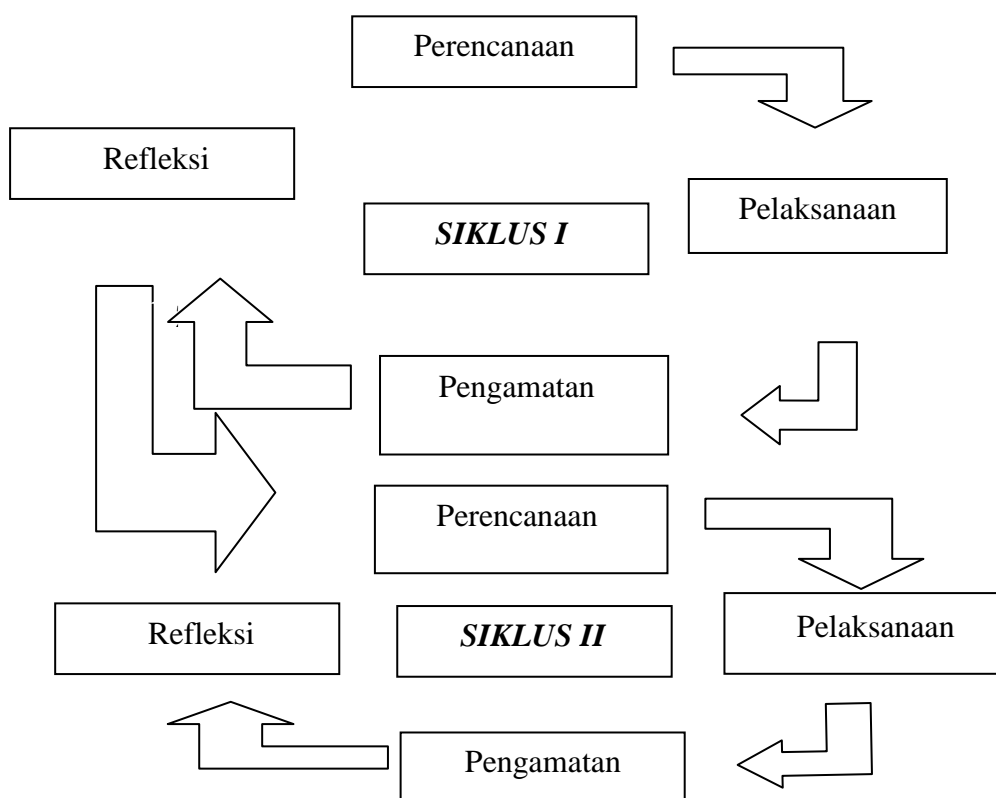 Perencanaan
Refleksi
Pelaksanaan
SIKLUS I
Pengamatan
Perencanaan
Refleksi
SIKLUS II
Pelaksanaan
Pengamatan